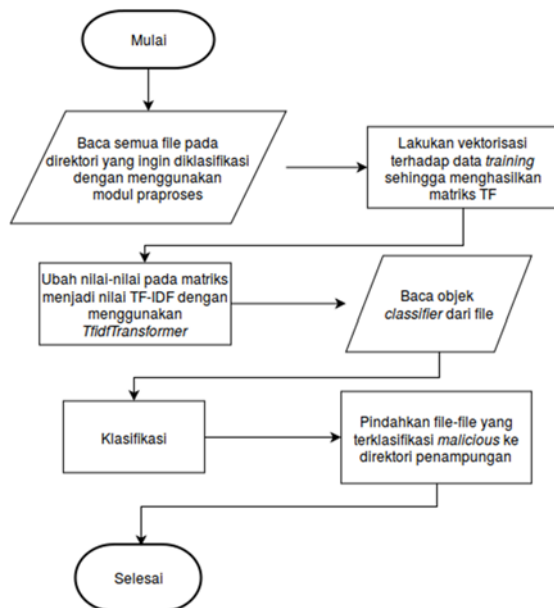 Mulai
Baca semua file pada
direktori yang ingin diklasifikasi
dengan menggunakan
modul praproses
Lakukan vektorisasi
terhadap data training
sehingga menghasilkan
matriks TF
Ubah nilai-nilai pada matriks
menjadi nilai TF-IDF dengan
menggunakan
TfidfTransformer
Baca objek
classifier dari file
Klasifikasi
Pindahkan file-file yang
terklasifikasi malicious ke
direktori penampungan
Selesai